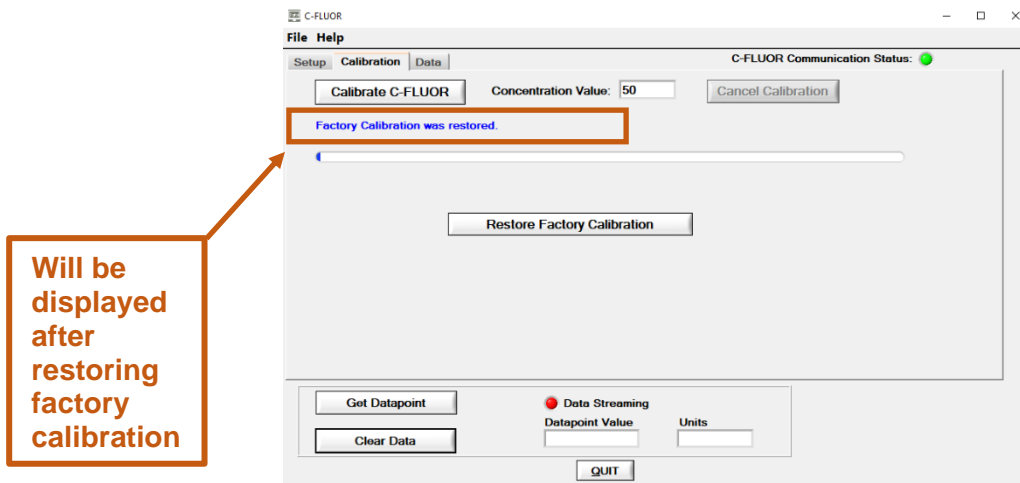 C-FLUOR
File Help
Setup Calibration Data C-FLUOR Communication Status:
Calibrate C-FLUOR Concentration Value: 50 Cancel Calibration
Factory Calibration was restored.
Restore Factory Calibration
Will be
displayed
after
restoring
factory
calibration
Get Datapoint Data Streaming
Datapoint Value Units
Clear Data
QUIT